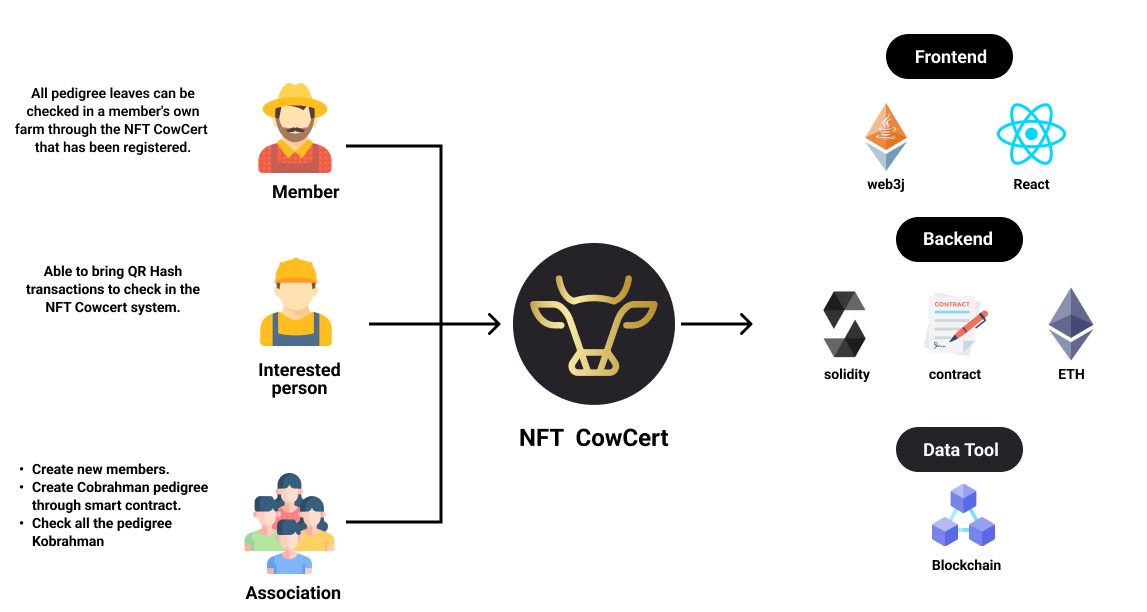 All pedigree leaves can be
checked in a member's own
farm through the NFT CowCert
that has been registered.
Member
Able to bring QR Hash
transactions to check in the
NFT Cowcert system.
Interested
person
• Create new members.
• Create Cobrahman pedigree
through smart contract.
• Check all the pedigree
Kobrahman
Association
NFT CowCert
Frontend
web3j
React
Backend
CONTRACT
solidity
contract
ETH
Data Tool
Blockchain